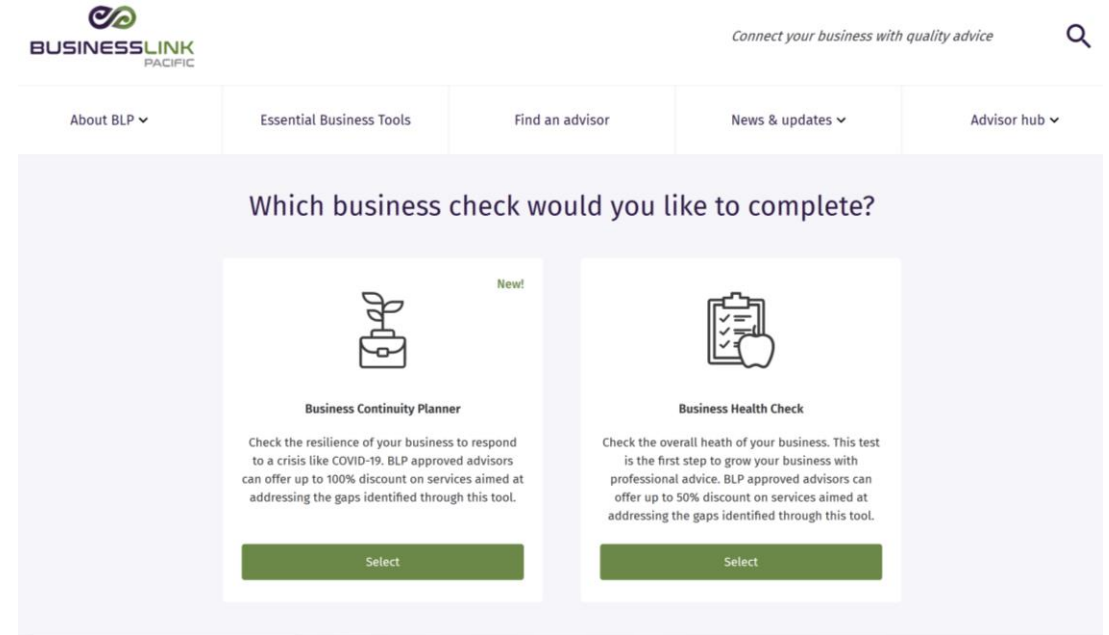 BUSINESSLINK
PACIFIC
Connect your business with quality advice
About BLP
Essential Business Tools
Find an advisor
News & updates
Advisor hub
Which business check would you like to complete?
New!
Business Continuity Planner
Check the resilience of your business to respond
to a crisis like COVID-19. BLP approved advisors
can offer up to 100% discount on services aimed at
addressing the gaps identified through this tool.
Select
Business Health Check
Check the overall heath of your business. This test
is the first step to grow your business with
professional advice. BLP approved advisors can
offer up to 50% discount on services aimed at
addressing the gaps identified through this tool.
Select